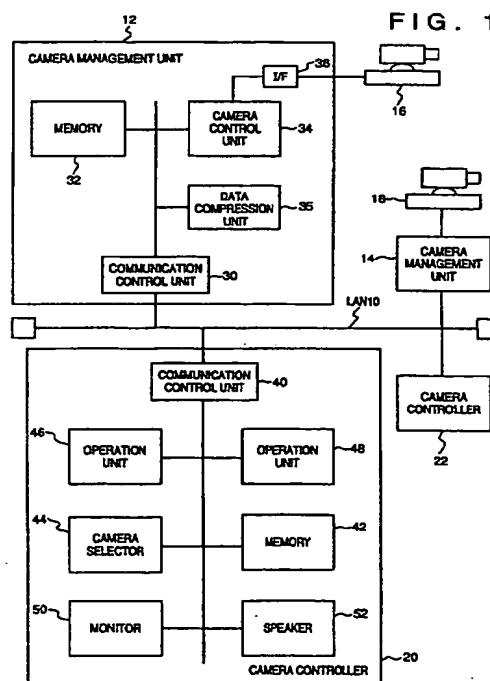 FIG. 1
12
CAMERA MANAGEMENT UNIT
I/F
16
MEMORY
32
CAMERA
CONTROL
UNIT
34
DATA
COMPRESSION
UNIT
35
18
14
CAMERA
MANAGEMENT
UNIT
COMMUNICATION
CONTROL UNIT
30
LAN10
COMMUNICATION
CONTROL UNIT
40
CAMERA
CONTROLLER
22
46
OPERATION
UNIT
OPERATION
UNIT
48
44
CAMERA
SELECTOR
MEMORY
42
50
MONITOR
SPEAKER
52
CAMERA CONTROLLER
20